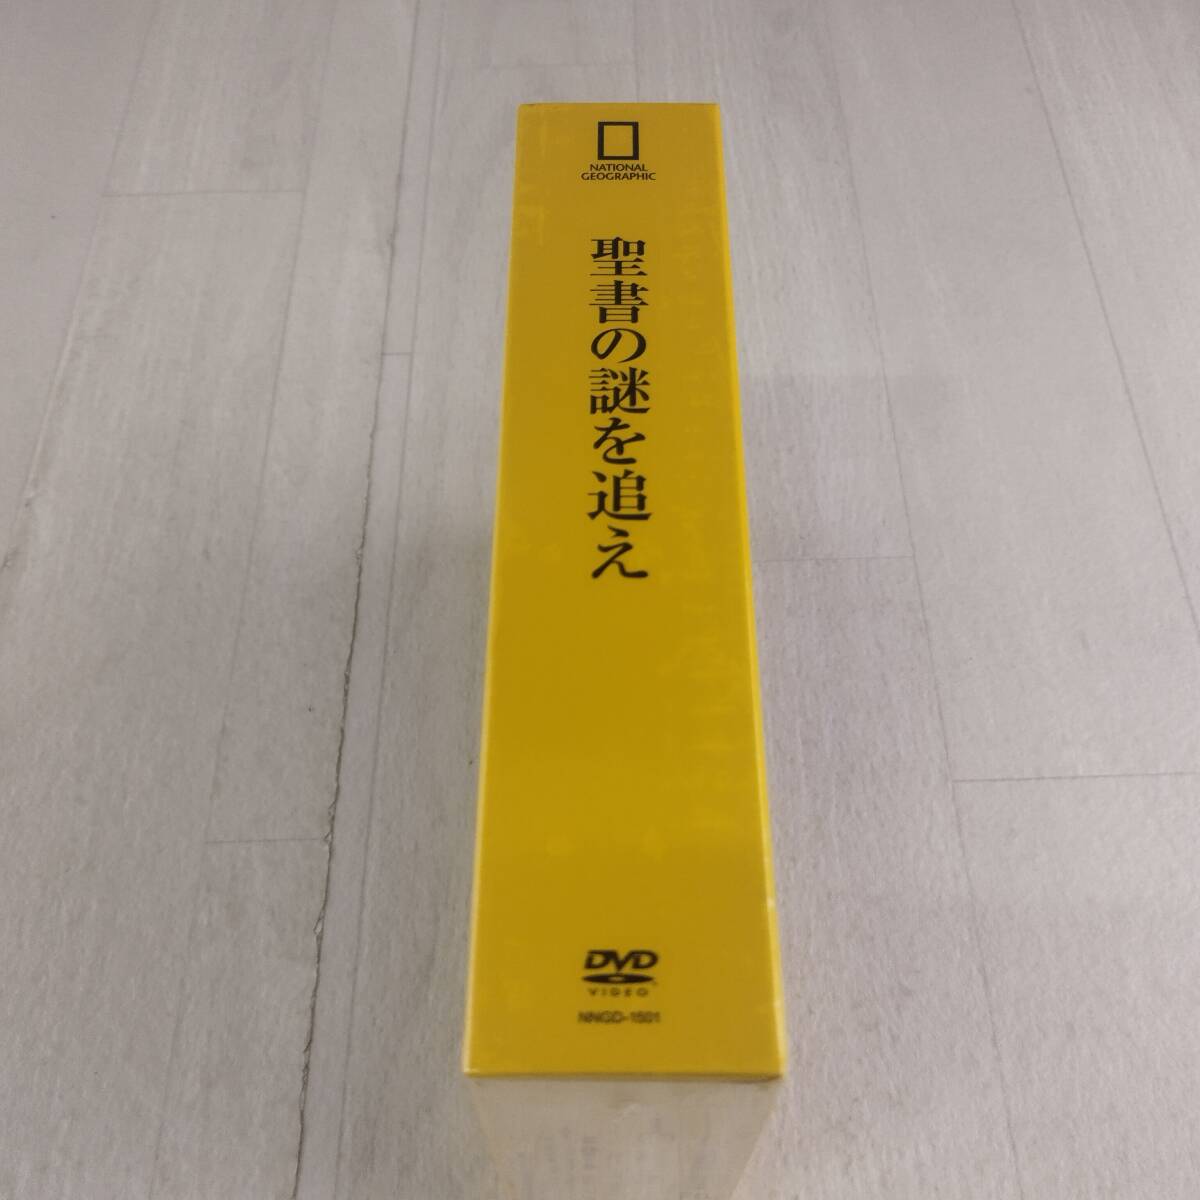 NATIONAL
GEOGRAPHIC
聖書の謎を追え
DVD
VIDEO
NNGD-1501